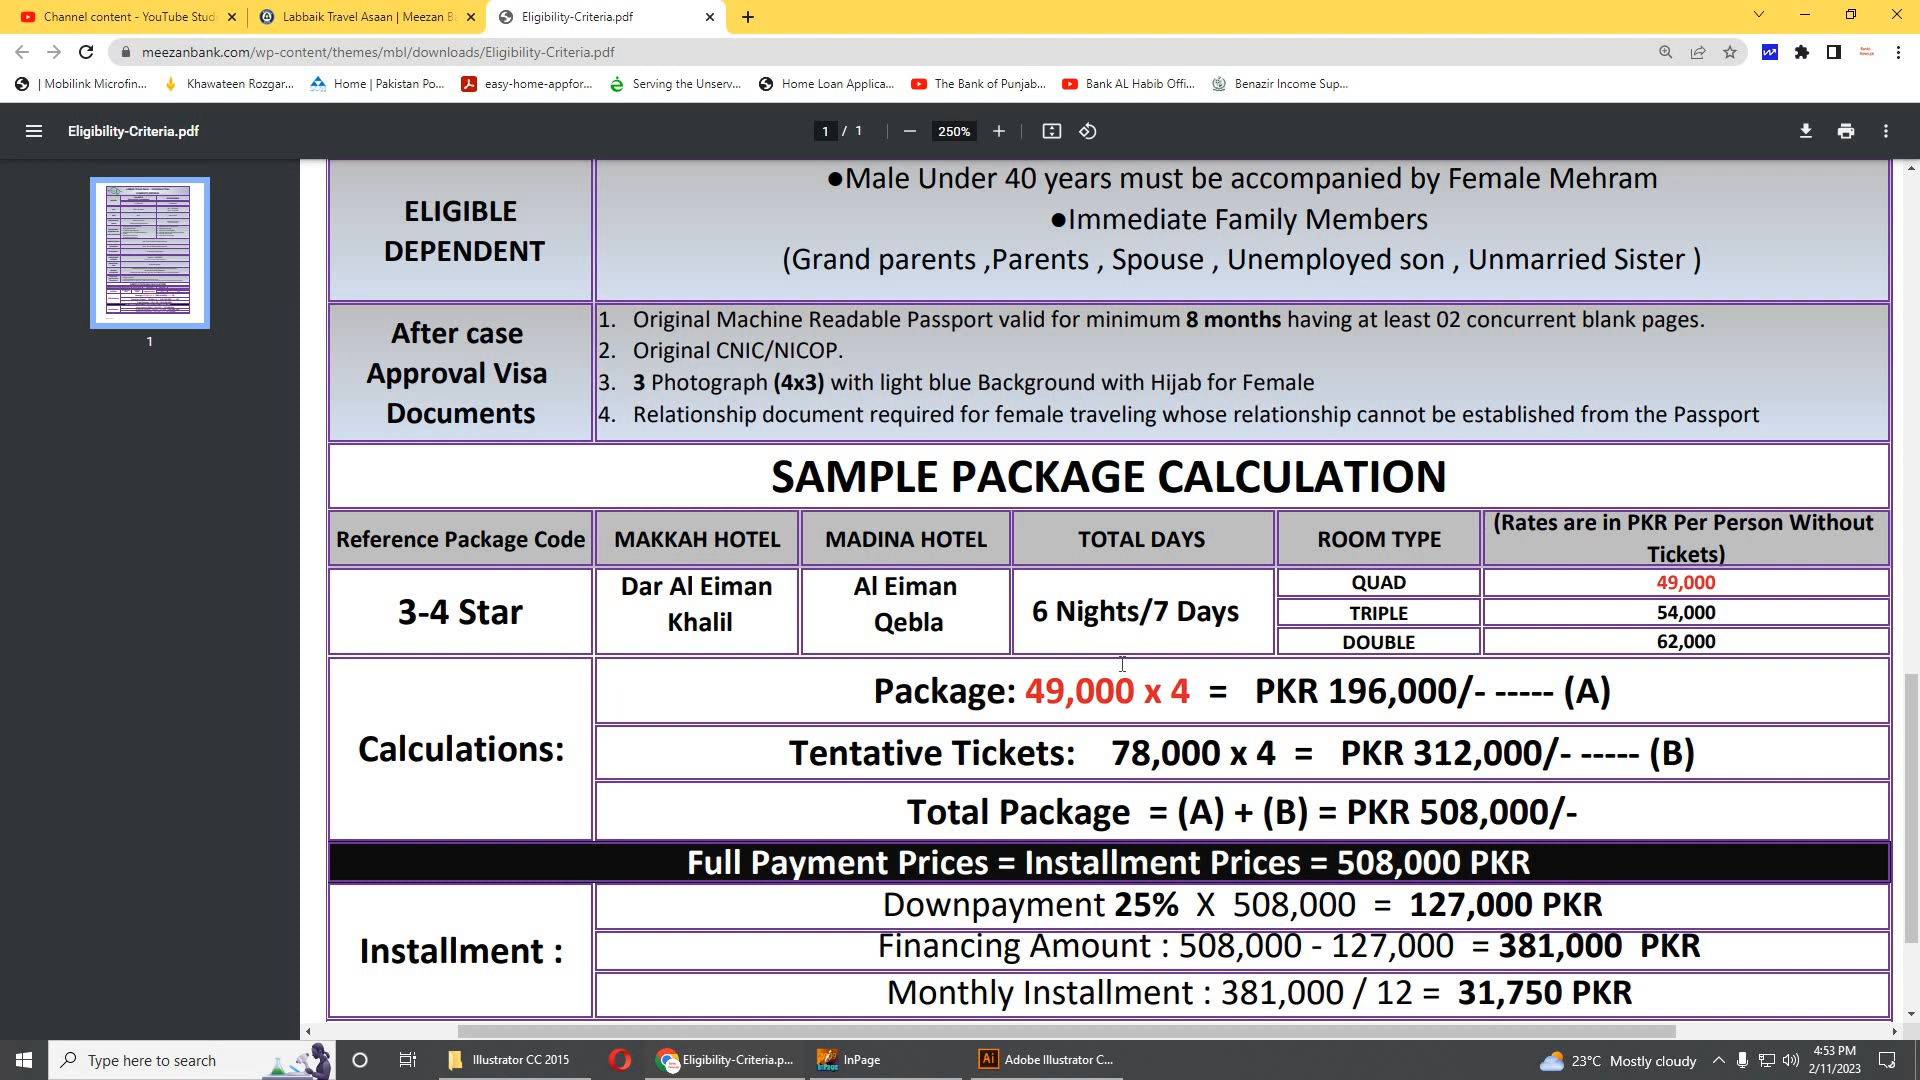 Channel content - YouTube Stud
Labbaik Travel Asaan | Meezan B
Eligibility-Criteria.pdf
meezanbank.com/wp-content/themes/mbl/downloads/Eligibility-Criteria.pdf
| Mobilink Microfin...
Khawateen Rozgar...
Home | Pakistan Po...
easy-home-appfor...
Serving the Unserv...
Home Loan Applica...
The Bank of Punjab...
Bank AL Habib Offi...
Benazir Income Sup...
Eligibility-Criteria.pdf
1 / 1
250%
1
ELIGIBLE
DEPENDENT
●Male Under 40 years must be accompanied by Female Mehram
●Immediate Family Members
(Grand parents ,Parents , Spouse , Unemployed son , Unmarried Sister )
After case
Approval Visa
Documents
1. Original Machine Readable Passport valid for minimum 8 months having at least 02 concurrent blank pages.
2. Original CNIC/NICOP.
3. 3 Photograph (4x3) with light blue Background with Hijab for Female
4. Relationship document required for female traveling whose relationship cannot be established from the Passport
SAMPLE PACKAGE CALCULATION
Reference Package Code
MAKKAH HOTEL
MADINA HOTEL
TOTAL DAYS
ROOM TYPE
(Rates are in PKR Per Person Without
Tickets)
3-4 Star
Dar Al Eiman
Khalil
Al Eiman
Qebla
6 Nights/7 Days
QUAD
49,000
TRIPLE
54,000
DOUBLE
62,000
Calculations:
Package: 49,000 x 4 = PKR 196,000/- ----- (A)
Tentative Tickets: 78,000 x 4 = PKR 312,000/- ----- (B)
Total Package = (A) + (B) = PKR 508,000/-
Full Payment Prices = Installment Prices = 508,000 PKR
Installment :
Downpayment 25% X 508,000 = 127,000 PKR
Financing Amount : 508,000 - 127,000 = 381,000 PKR
Monthly Installment : 381,000 / 12 = 31,750 PKR
Type here to search
Illustrator CC 2015
Eligibility-Criteria.p...
InPage
Adobe Illustrator C...
23°C Mostly cloudy
4:53 PM
2/11/2023